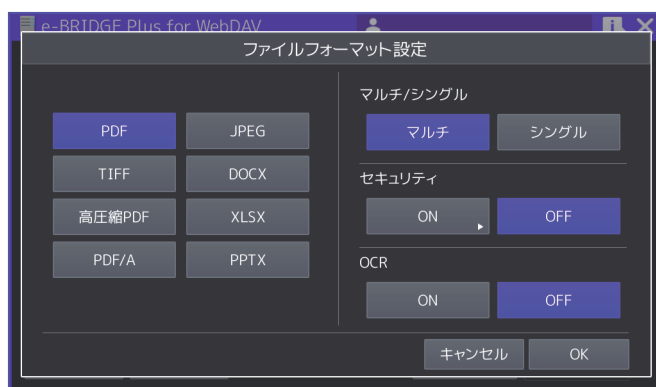 e-BRIDGE Plus for WebDAV
ファイルフォーマット設定
PDF
JPEG
TIFF
DOCX
高圧縮PDF
XLSX
PDF/A
PPTX
マルチ/シングル
マルチ
シングル
セキュリティ
ON
OFF
OCR
ON
OFF
キャンセル
OK